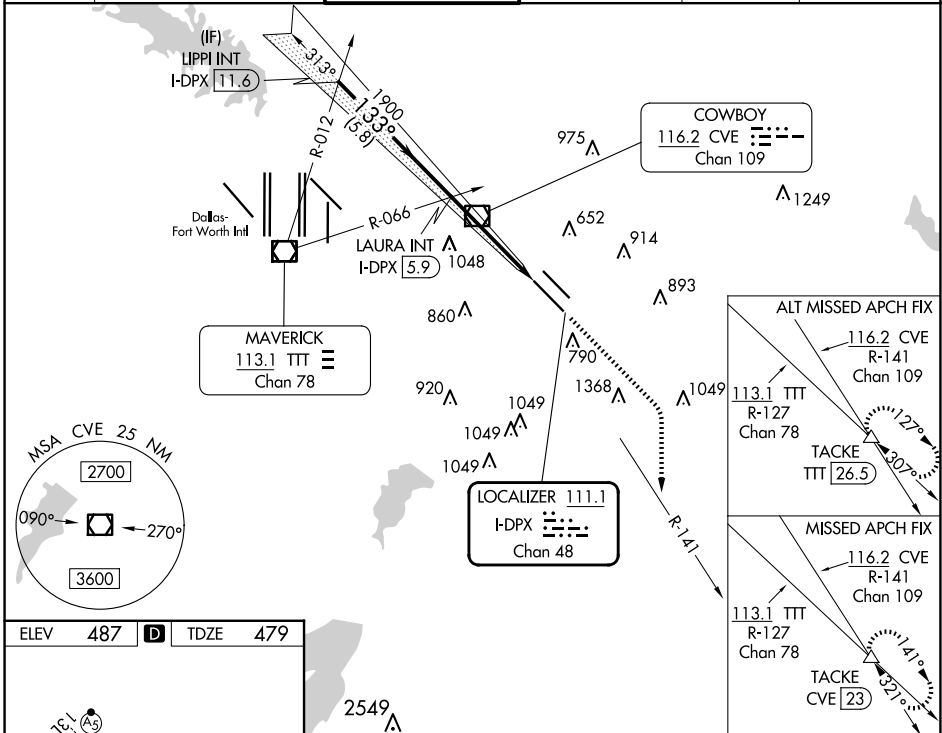 (IF)
LIPPI INT
I-DPX 11.6
313°
1900
133°
(5.8)
R-012
COWBOY
116.2 CVE
Chan 109
975
1249
Dallas-
Fort Worth Intl
R-066
652
LAURA INT
I-DPX 5.9
1048
914
893
860
MAVERICK
113.1 TTT
Chan 78
790
920
1368
1049
1049
1049
1049
LOCALIZER 111.1
I-DPX
Chan 48
R-141
MSA CVE 25 NM
2700
090°
270°
3600
ALT MISSED APCH FIX
116.2 CVE
R-141
Chan 109
113.1 TTT
R-127
Chan 78
127°
307°
TACKE
TTT 26.5
MISSED APCH FIX
116.2 CVE
R-141
Chan 109
113.1 TTT
R-127
Chan 78
141°
321°
TACKE
CVE 23
ELEV 487 D TDZE 479
13L
A5
2549